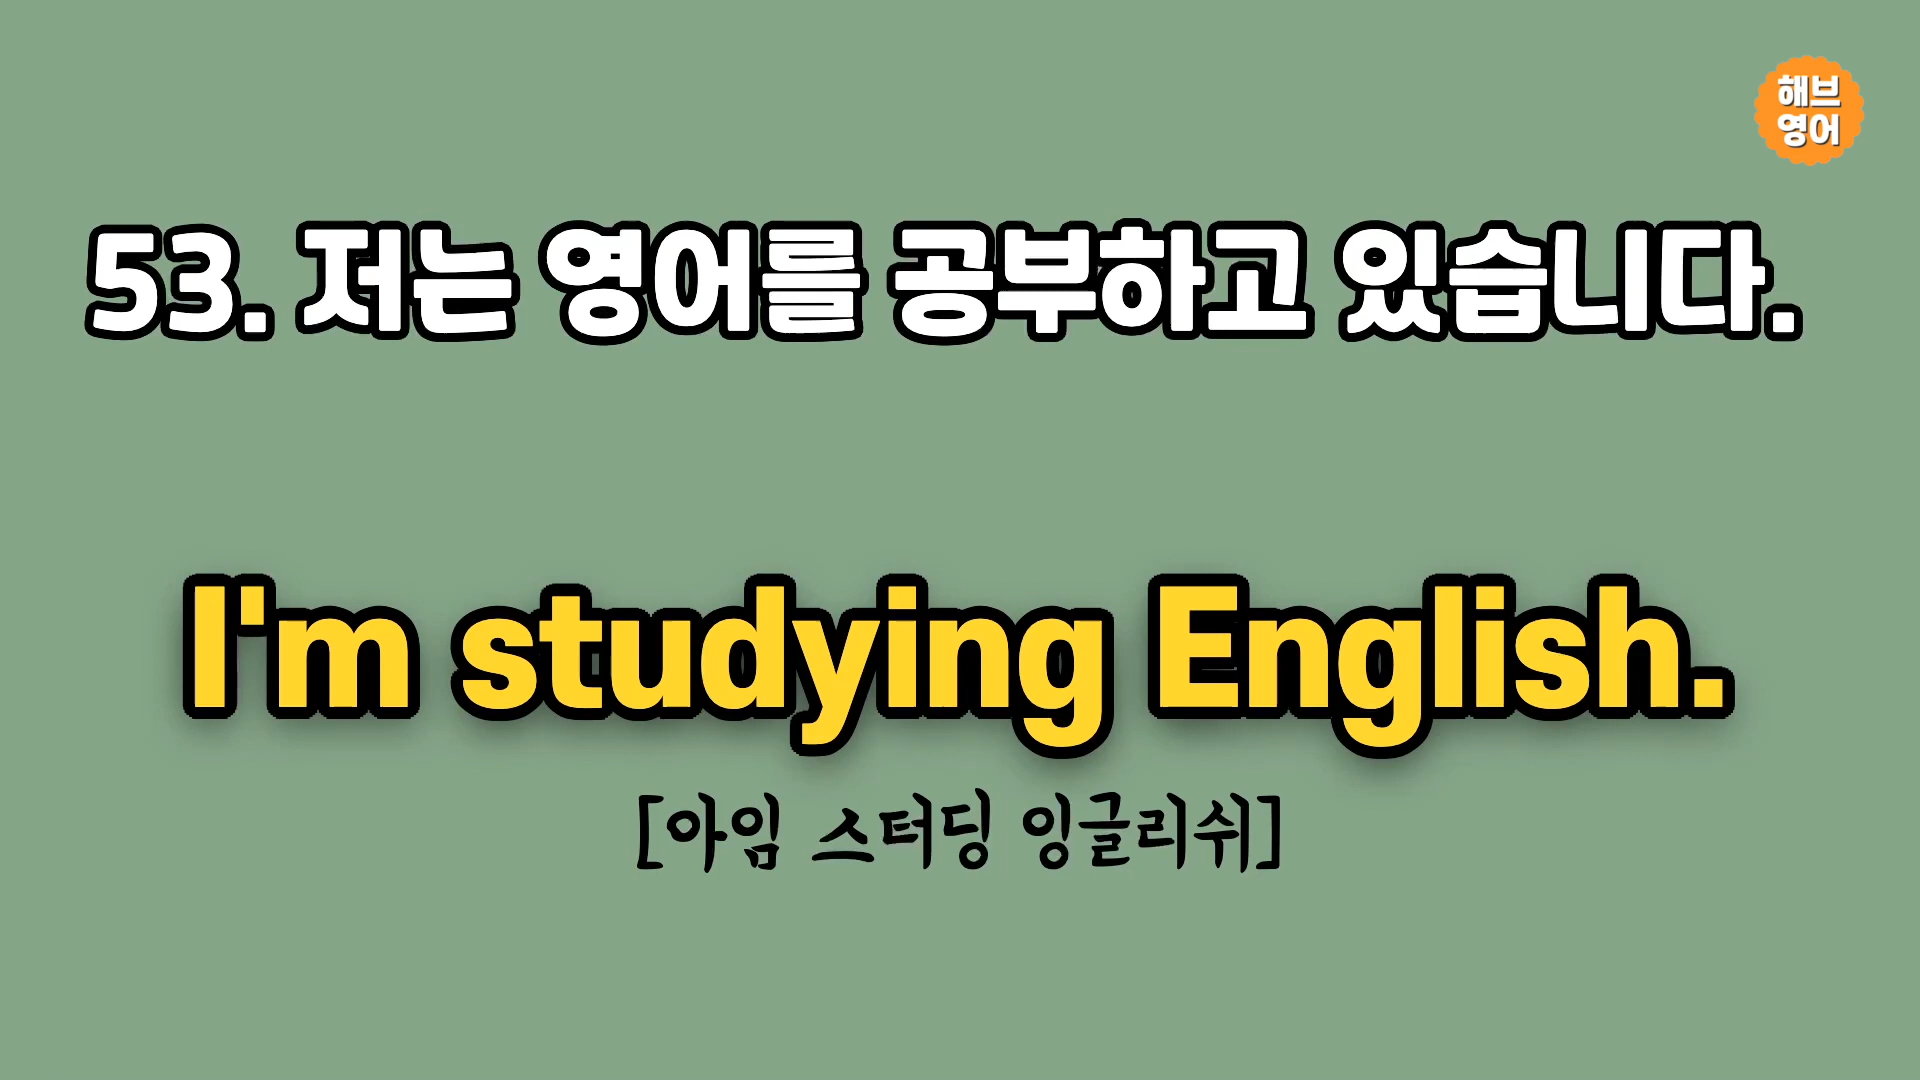 해브
영어
53. 저는 영어를 공부하고 있습니다.
I'm studying English.
[아임 스터딩 잉글리쉬]